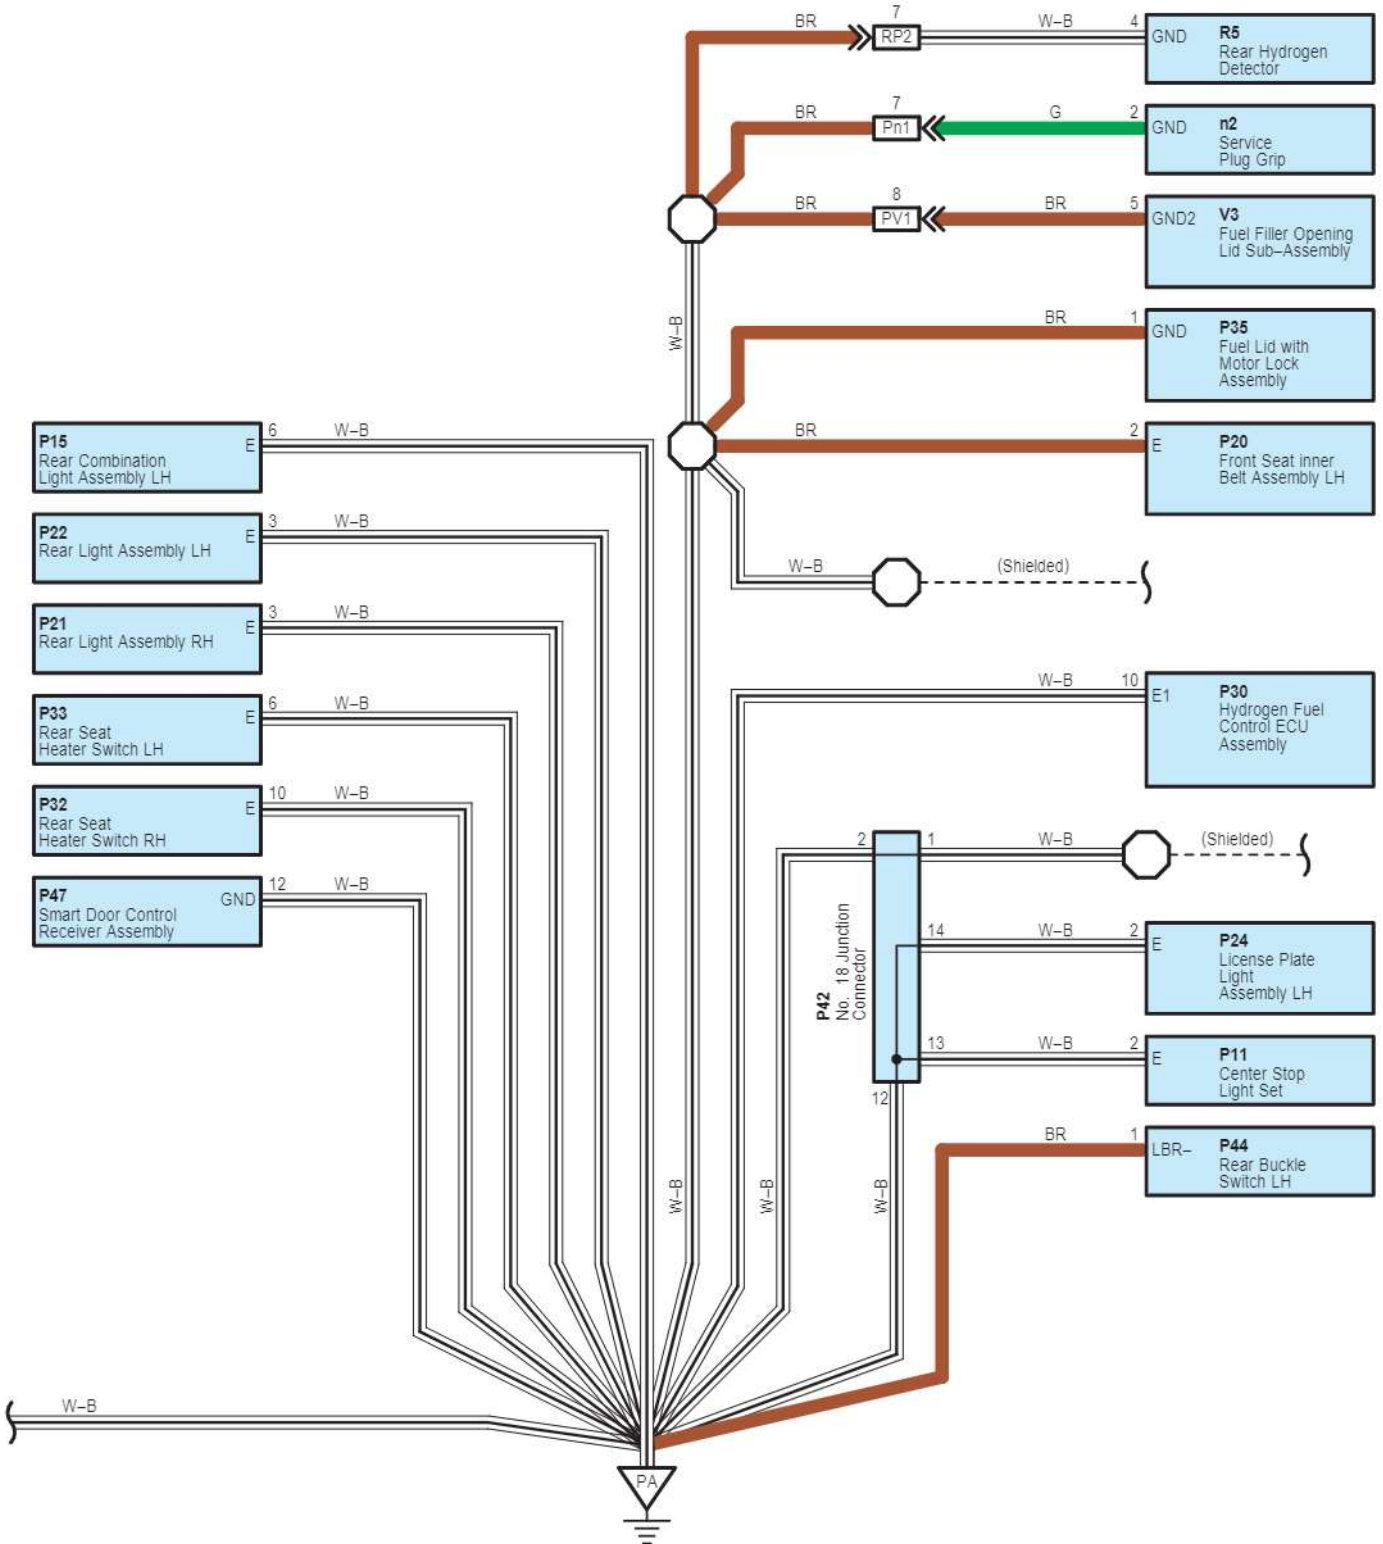 BR
7
RP2
W–B
4
GND
R5
Rear Hydrogen
Detector
BR
7
Pn1
G
2
GND
n2
Service
Plug Grip
BR
8
PV1
BR
5
GND2
V3
Fuel Filler Opening
Lid Sub–Assembly
W–B
BR
1
GND
P35
Fuel Lid with
Motor Lock
Assembly
BR
2
E
P20
Front Seat inner
Belt Assembly LH
W–B
(Shielded)
P15
Rear Combination
Light Assembly LH
E
6
W–B
P22
Rear Light Assembly LH
E
3
W–B
P21
Rear Light Assembly RH
E
3
W–B
P33
Rear Seat
Heater Switch LH
E
6
W–B
P32
Rear Seat
Heater Switch RH
E
10
W–B
P47
Smart Door Control
Receiver Assembly
GND
12
W–B
W–B
10
E1
P30
Hydrogen Fuel
Control ECU
Assembly
2
1
W–B
(Shielded)
P42
No. 18 Junction
Connector
14
W–B
2
E
P24
License Plate
Light
Assembly LH
13
W–B
2
E
P11
Center Stop
Light Set
12
BR
1
LBR–
P44
Rear Buckle
Switch LH
W–B
W–B
W–B
W–B
PA